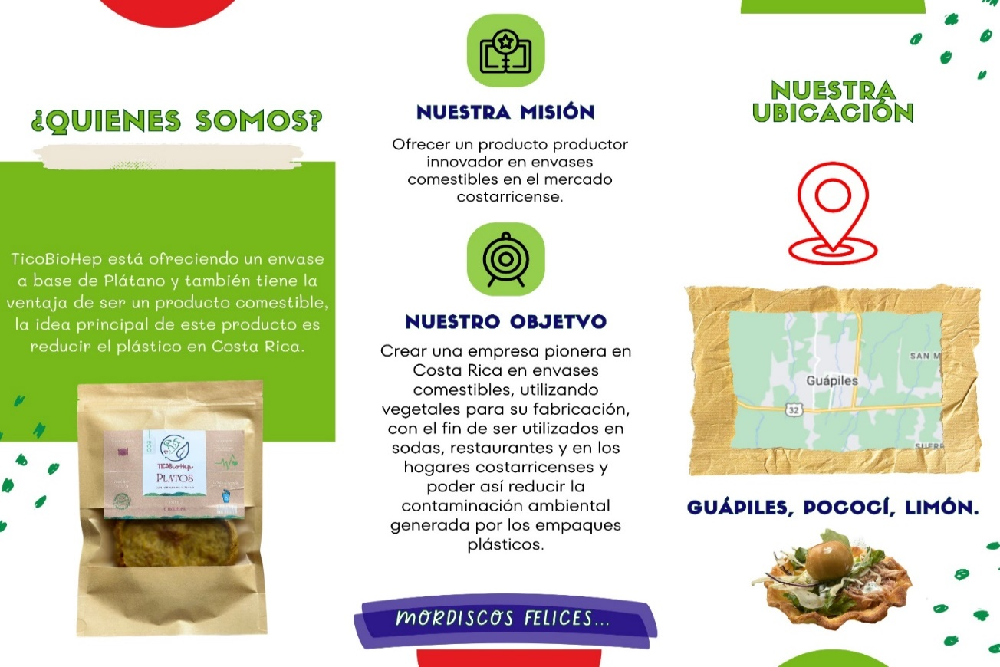 ¿QUIENES SOMOS?
TicoBioHep está ofreciendo un envase
a base de Plátano y también tiene la
ventaja de ser un producto comestible,
la idea principal de este producto es
reducir el plástico en Costa Rica.
ECO
TICOBioHep
PLATOS
NUESTRA MISIÓN
Ofrecer un producto productor
innovador en envases
comestibles en el mercado
costarricense.
NUESTRO OBJETVO
Crear una empresa pionera en
Costa Rica en envases
comestibles, utilizando
vegetales para su fabricación,
con el fin de ser utilizados en
sodas, restaurantes y en los
hogares costarricenses y
poder así reducir la
contaminación ambiental
generada por los empaques
plásticos.
MORDISCOS FELICES...
NUESTRA
UBICACIÓN
SAN M
Guápiles
32
GUÁPILES, POCOCÍ, LIMÓN.